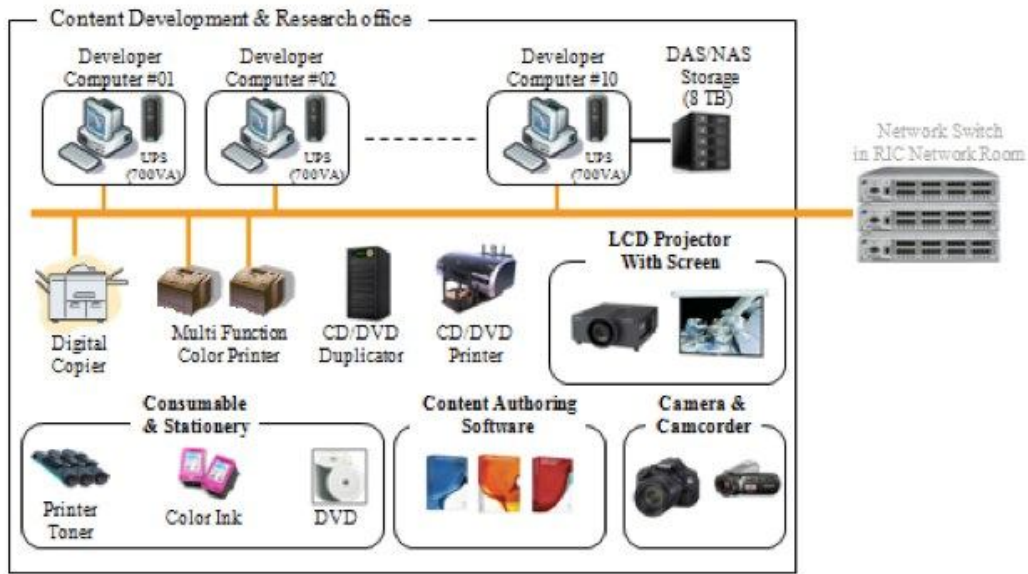 Content Development & Research office
Developer
Computer #01
Developer
Computer #02
Developer
Computer #10
DAS/NAS
Storage
(8 TB)
UPS
(700VA)
UPS
(700VA)
UPS
(700VA)
Network Switch
in RIC Network Room
Digital
Copier
Multi Function
Color Printer
CD/DVD
Duplicator
CD/DVD
Printer
LCD Projector
With Screen
Consumable
& Stationery
Printer
Toner
Color Ink
DVD
Content Authoring
Software
Camera &
Camcorder